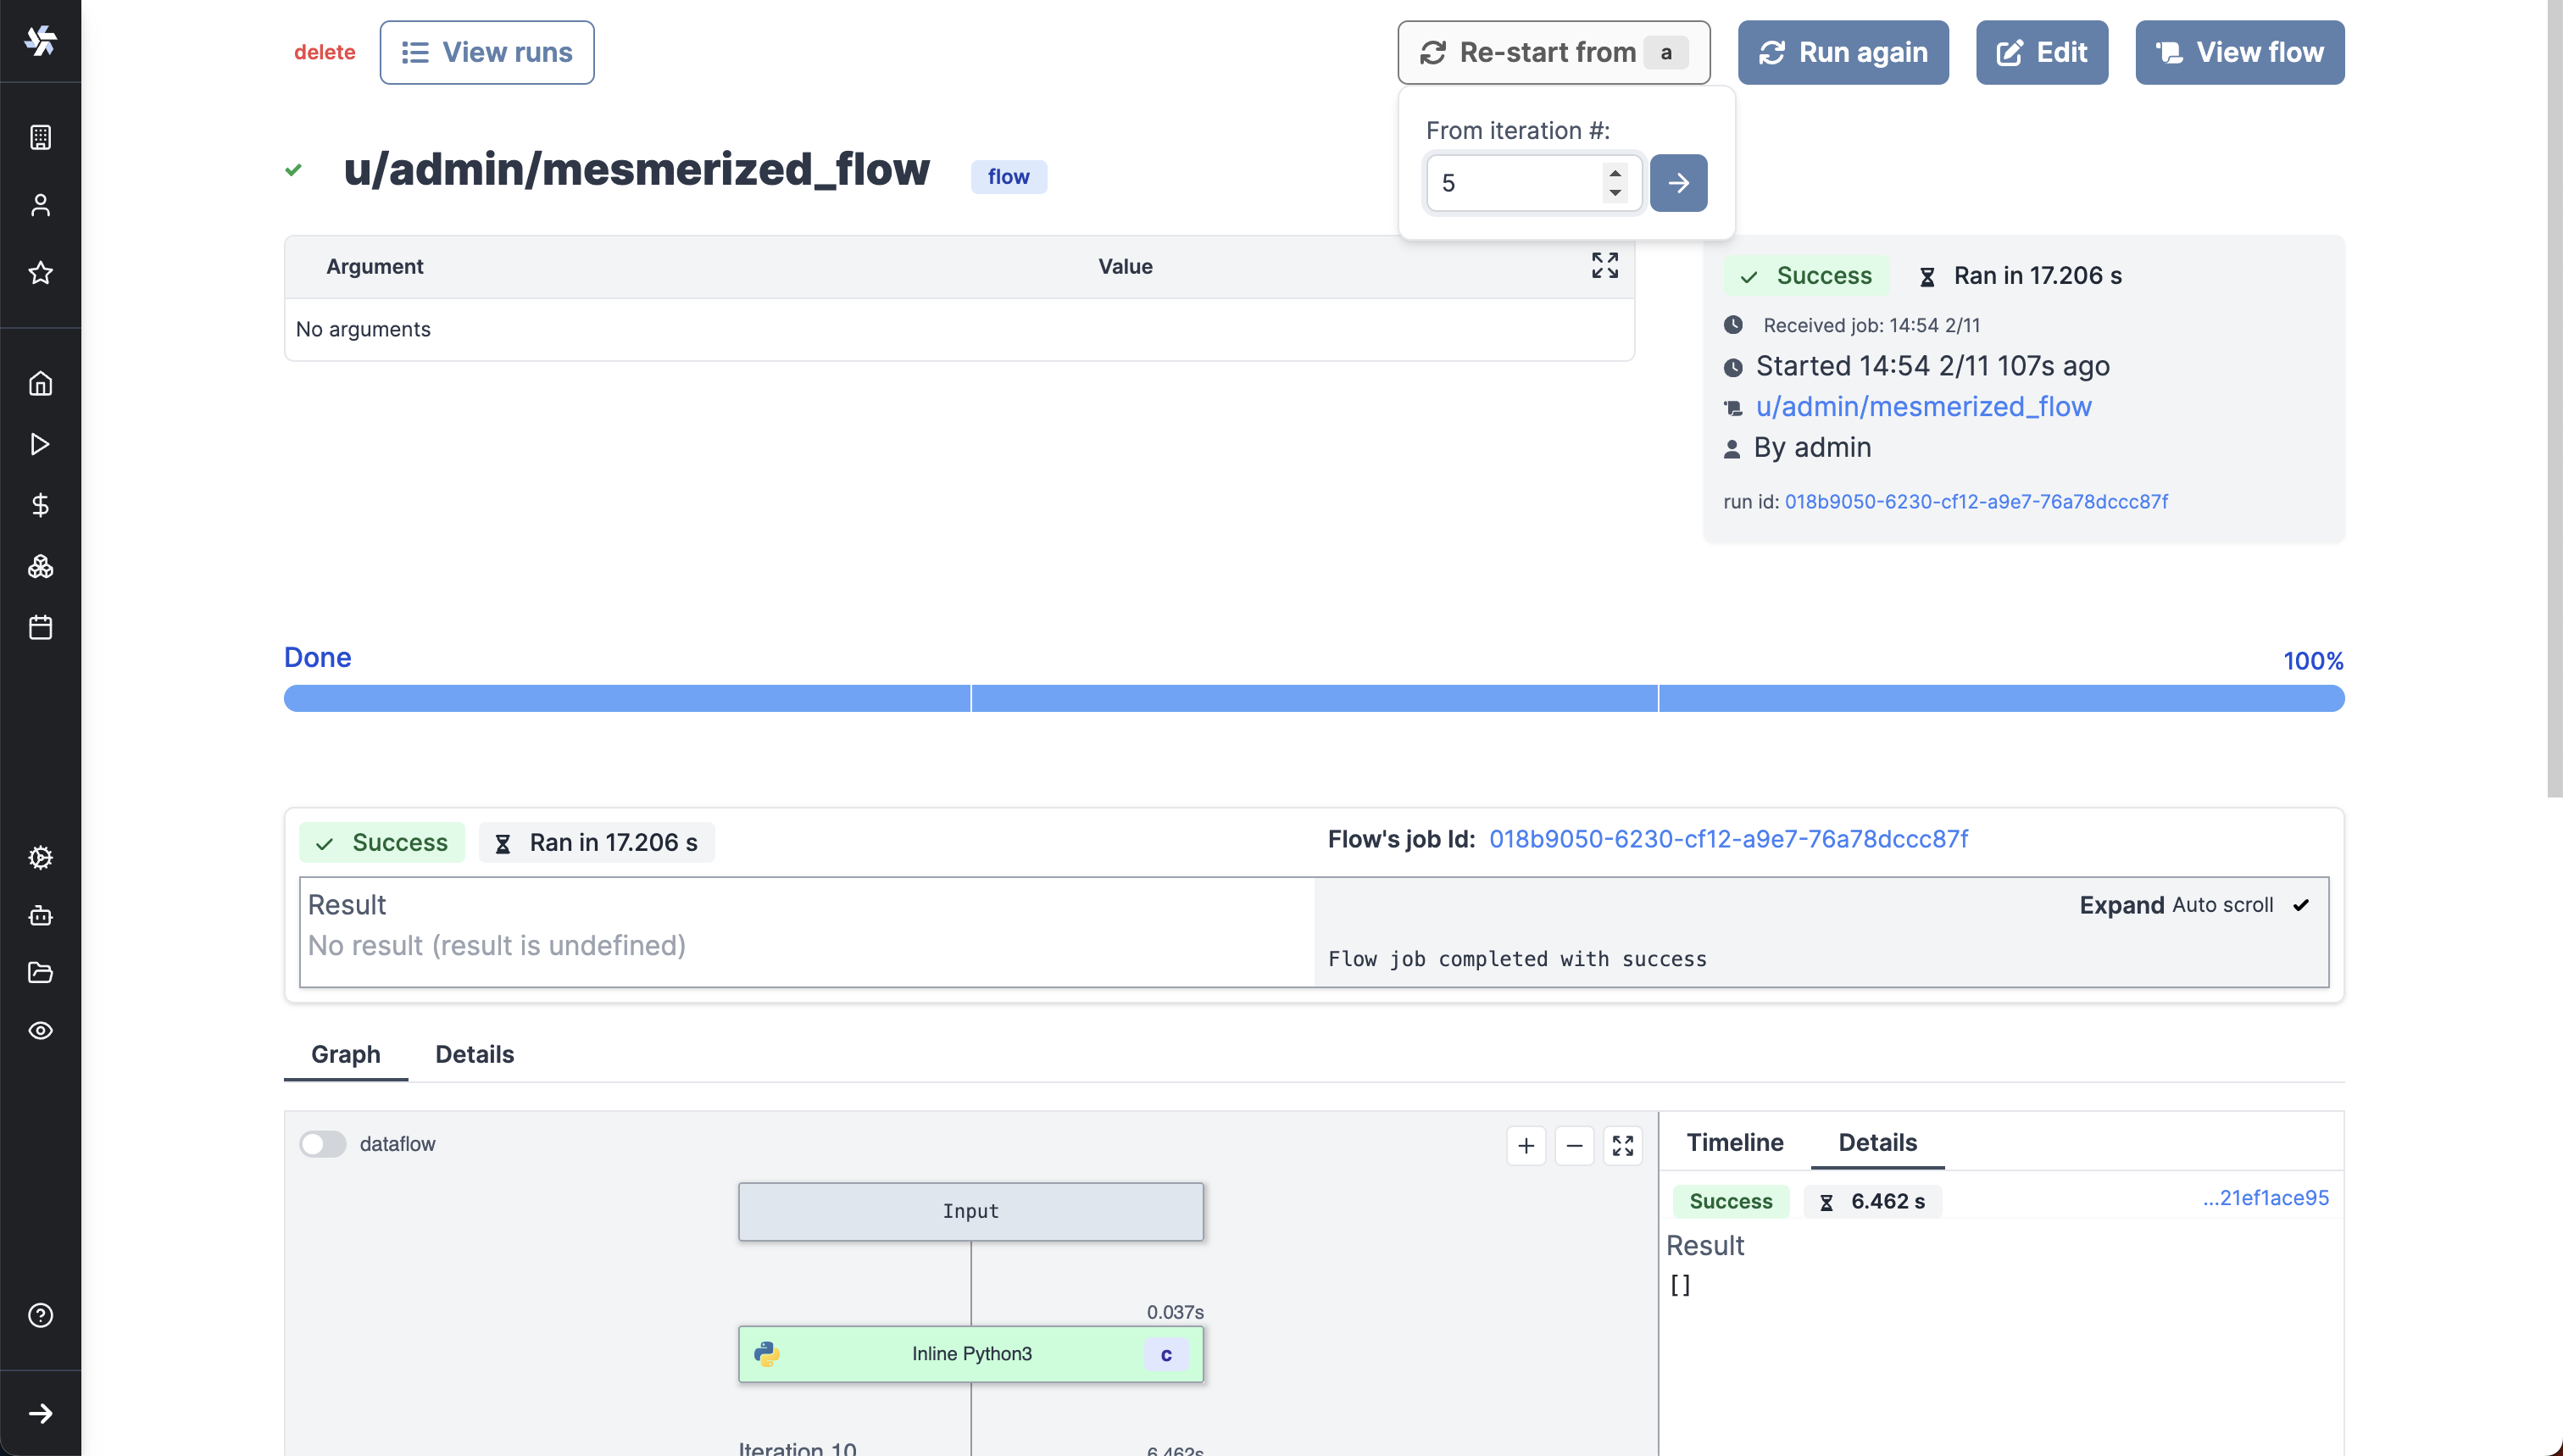 delete
View runs
Re-start from a
Run again
Edit
View flow
From iteration #:
5
u/admin/mesmerized_flow
flow
Argument
Value
No arguments
Success
Ran in 17.206 s
Received job: 14:54 2/11
Started 14:54 2/11 107s ago
u/admin/mesmerized_flow
By admin
run id: 018b9050-6230-cf12-a9e7-76a78dccc87f
Done
100%
Success
Ran in 17.206 s
Flow's job Id: 018b9050-6230-cf12-a9e7-76a78dccc87f
Result
No result (result is undefined)
Expand Auto scroll
Flow job completed with success
Graph
Details
dataflow
Input
0.037s
Inline Python3
c
Iteration 10
6.462s
Timeline
Details
Success
6.462 s
...21ef1ace95
Result
[]